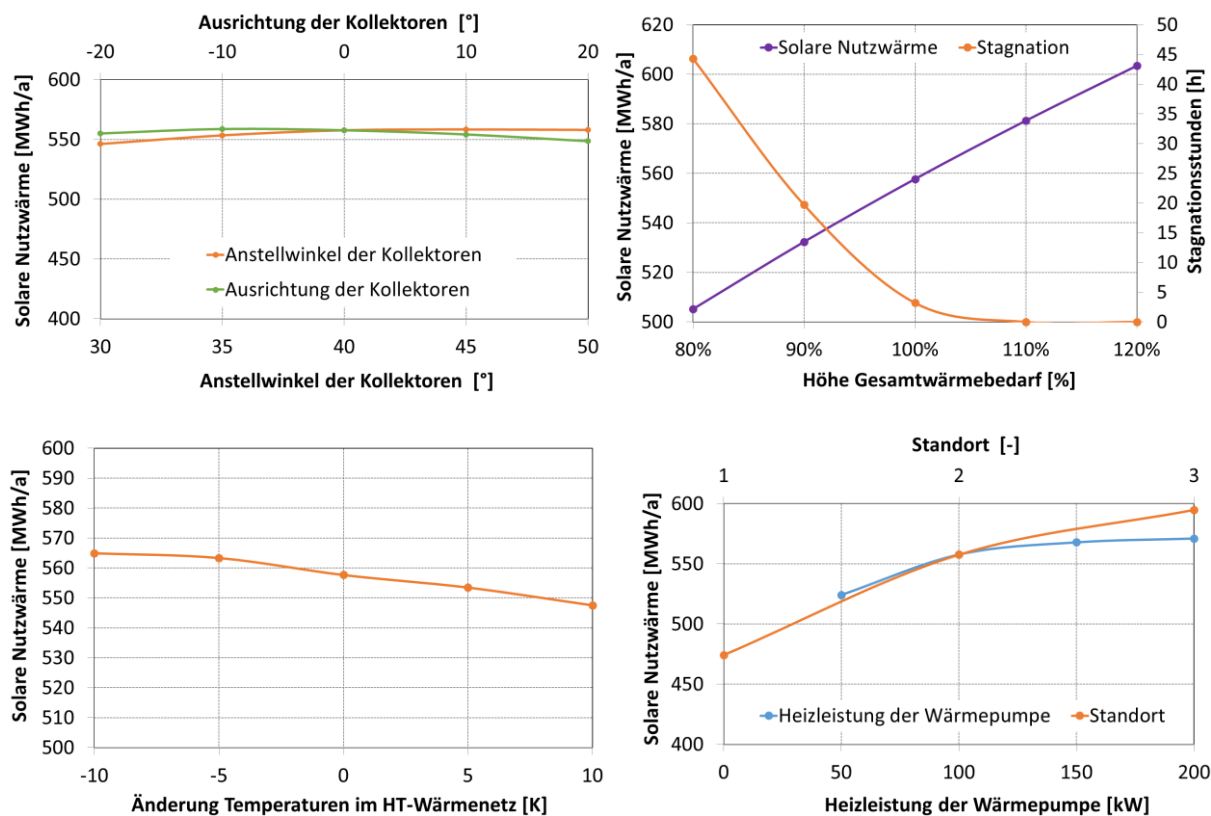 Ausrichtung der Kollektoren [°]
-20 -10 0 10 20
Solare Nutzwärme [MWh/a]
600
550
500
450
400
Anstellwinkel der Kollektoren
Ausrichtung der Kollektoren
30 35 40 45 50
Anstellwinkel der Kollektoren [°]
Solare Nutzwärme [MWh/a]
620
600
580
560
540
520
500
Solare Nutzwärme Stagnation
50
45
40
35
30
25
20
15
10
5
0
Stagnationsstunden [h]
80% 90% 100% 110% 120%
Höhe Gesamtwärmebedarf [%]
Solare Nutzwärme [MWh/a]
600
590
580
570
560
550
540
530
520
510
500
-10 -5 0 5 10
Änderung Temperaturen im HT-Wärmenetz [K]
Standort [-]
1 2 3
Solare Nutzwärme [MWh/a]
600
550
500
450
400
Heizleistung der Wärmepumpe Standort
0 50 100 150 200
Heizleistung der Wärmepumpe [kW]